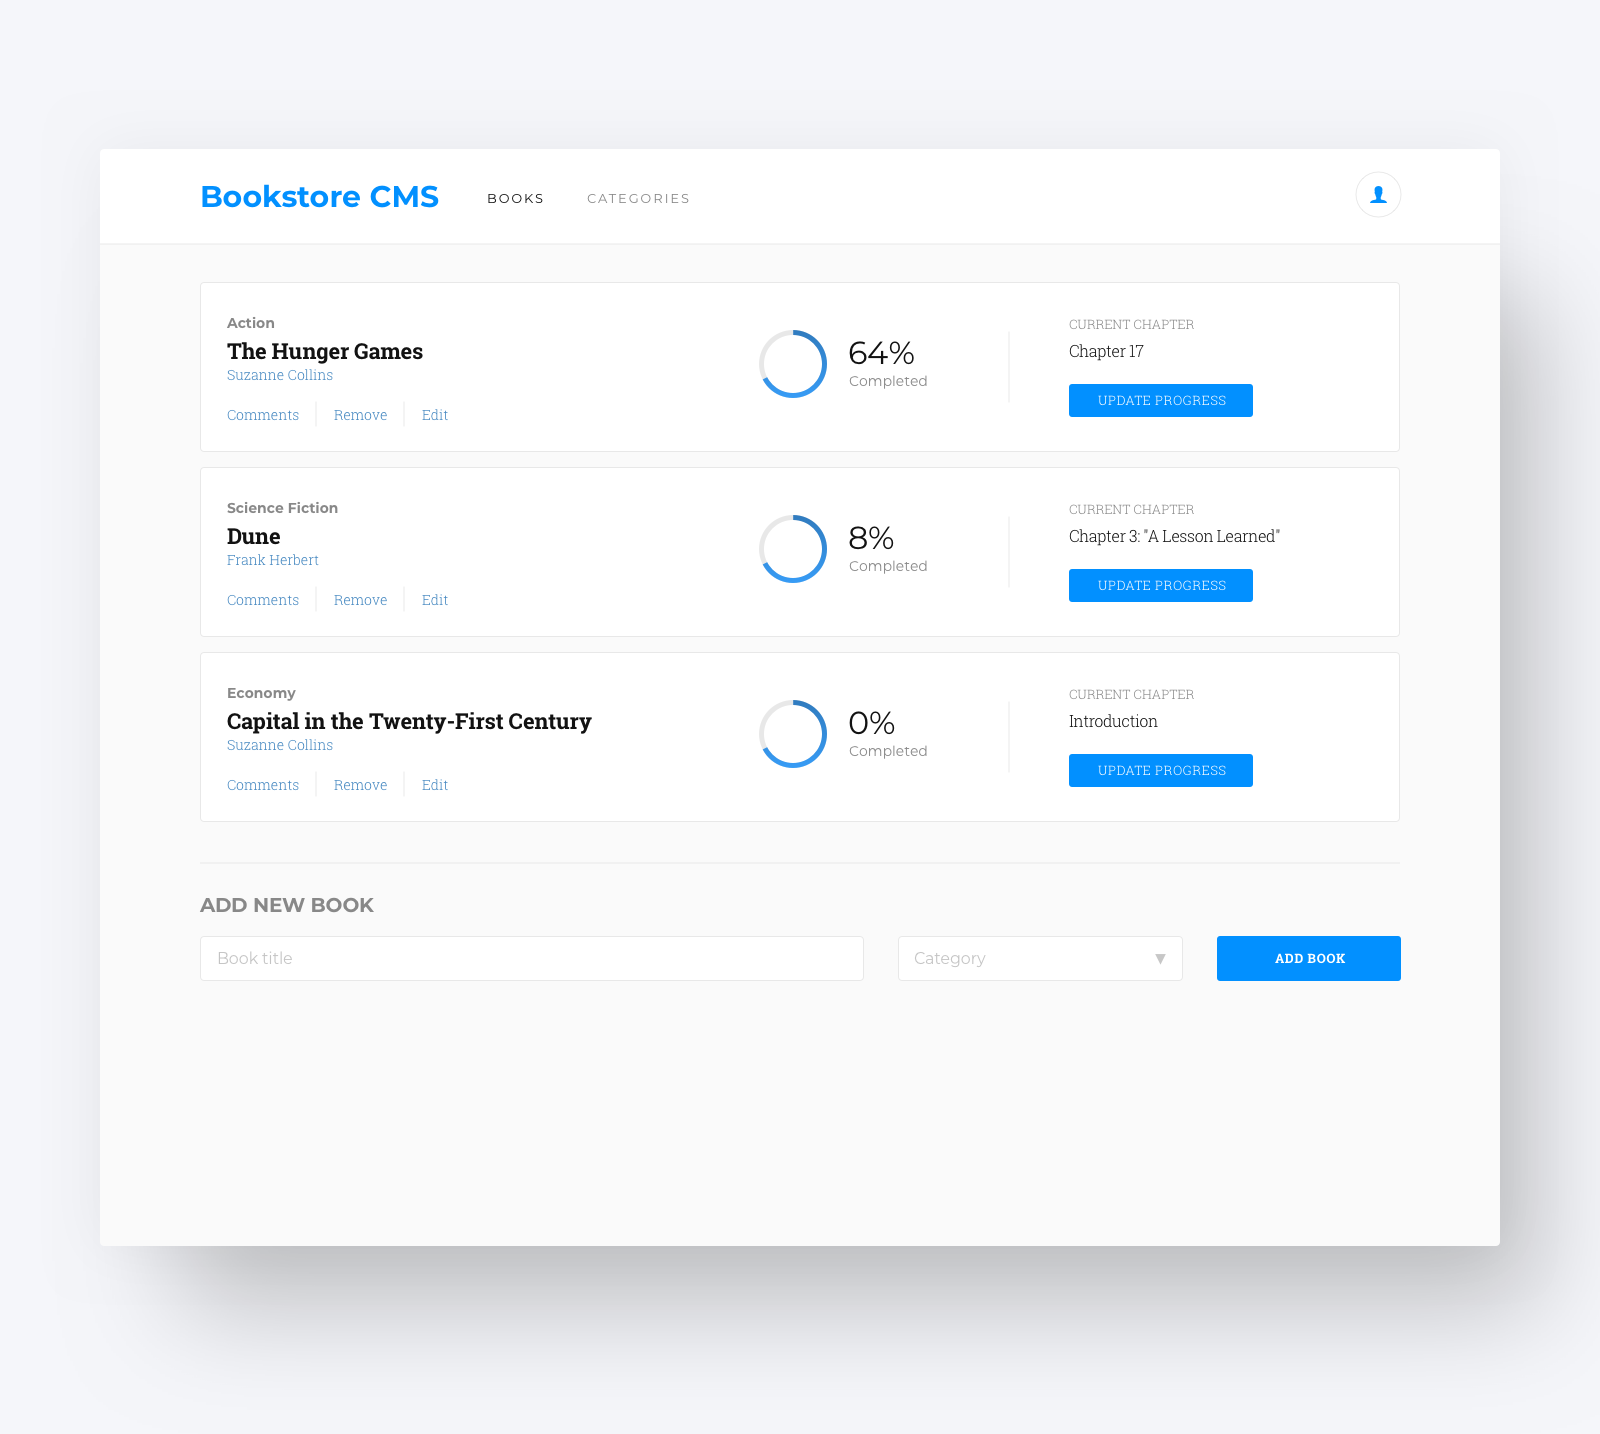 Bookstore CMS BOOKS CATEGORIES
Action
The Hunger Games
Suzanne Collins
Comments Remove Edit
64%
Completed
CURRENT CHAPTER
Chapter 17
UPDATE PROGRESS
Science Fiction
Dune
Frank Herbert
Comments Remove Edit
8%
Completed
CURRENT CHAPTER
Chapter 3: "A Lesson Learned"
UPDATE PROGRESS
Economy
Capital in the Twenty-First Century
Suzanne Collins
Comments Remove Edit
0%
Completed
CURRENT CHAPTER
Introduction
UPDATE PROGRESS
ADD NEW BOOK
Book title Category ADD BOOK